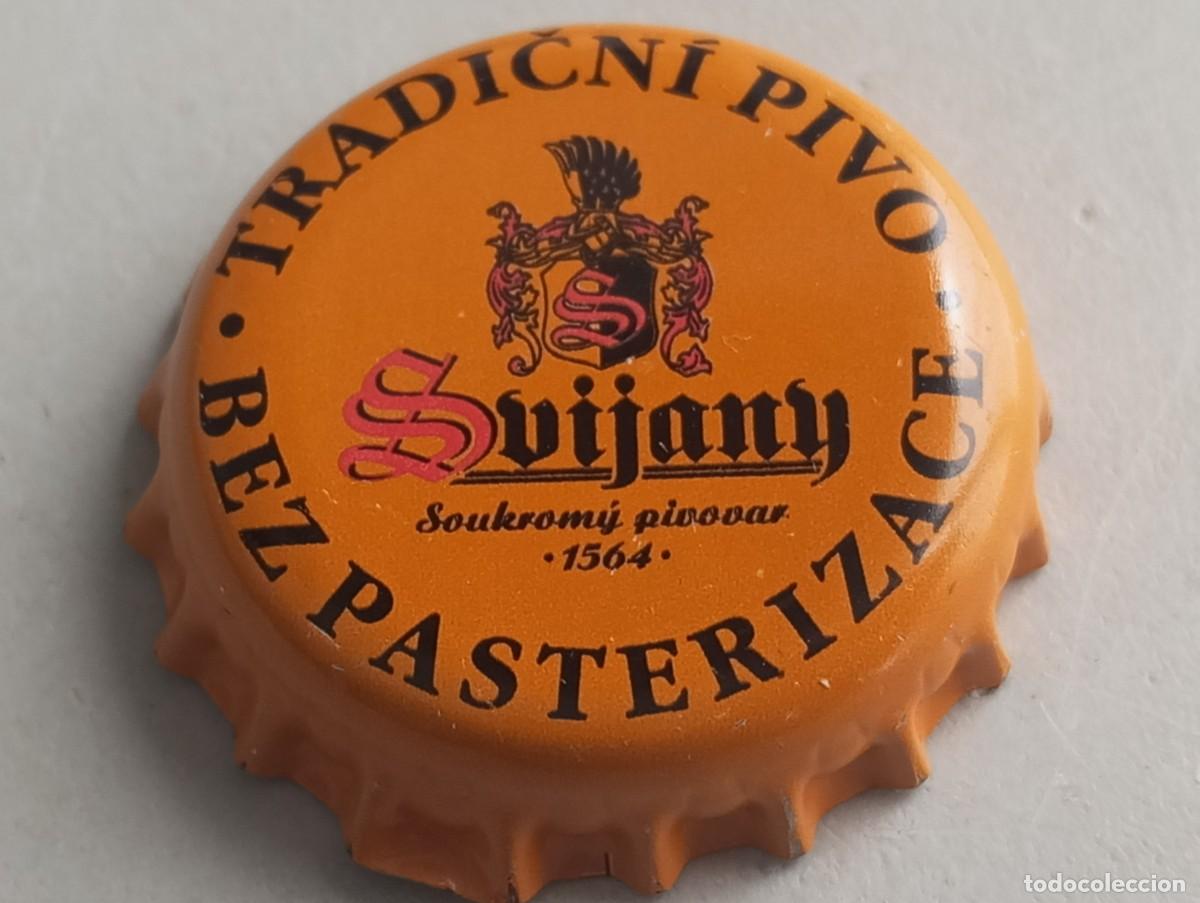 • TRADIČNÍ PIVO •
S
Svijany
Soukromý pivovar
• 1564 •
BEZ PASTERIZACE
todocoleccion